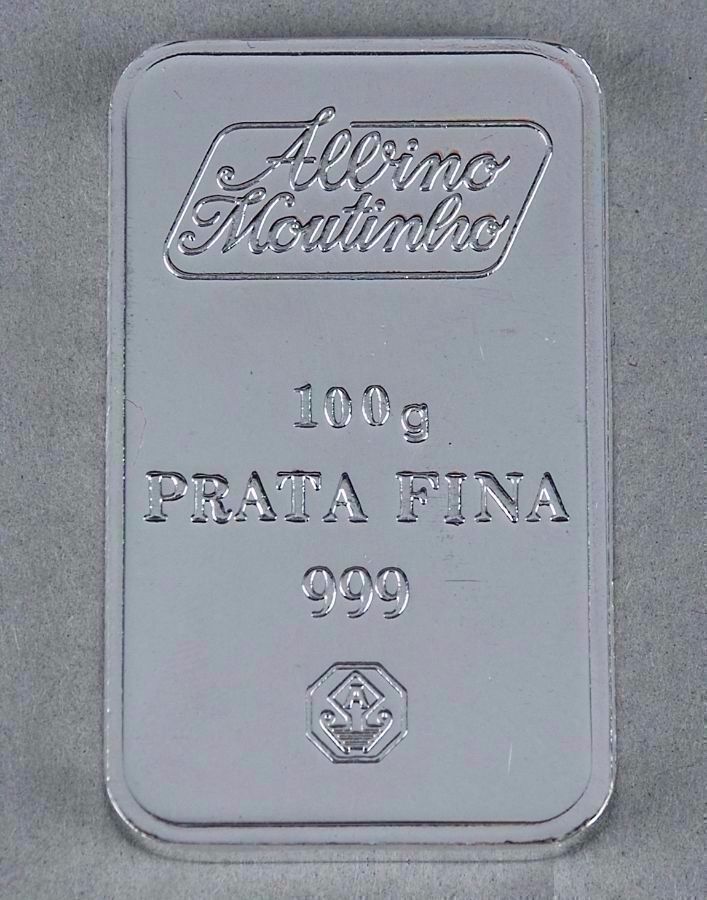 Albino
Moutinho
100g
PRATA FINA
999
A